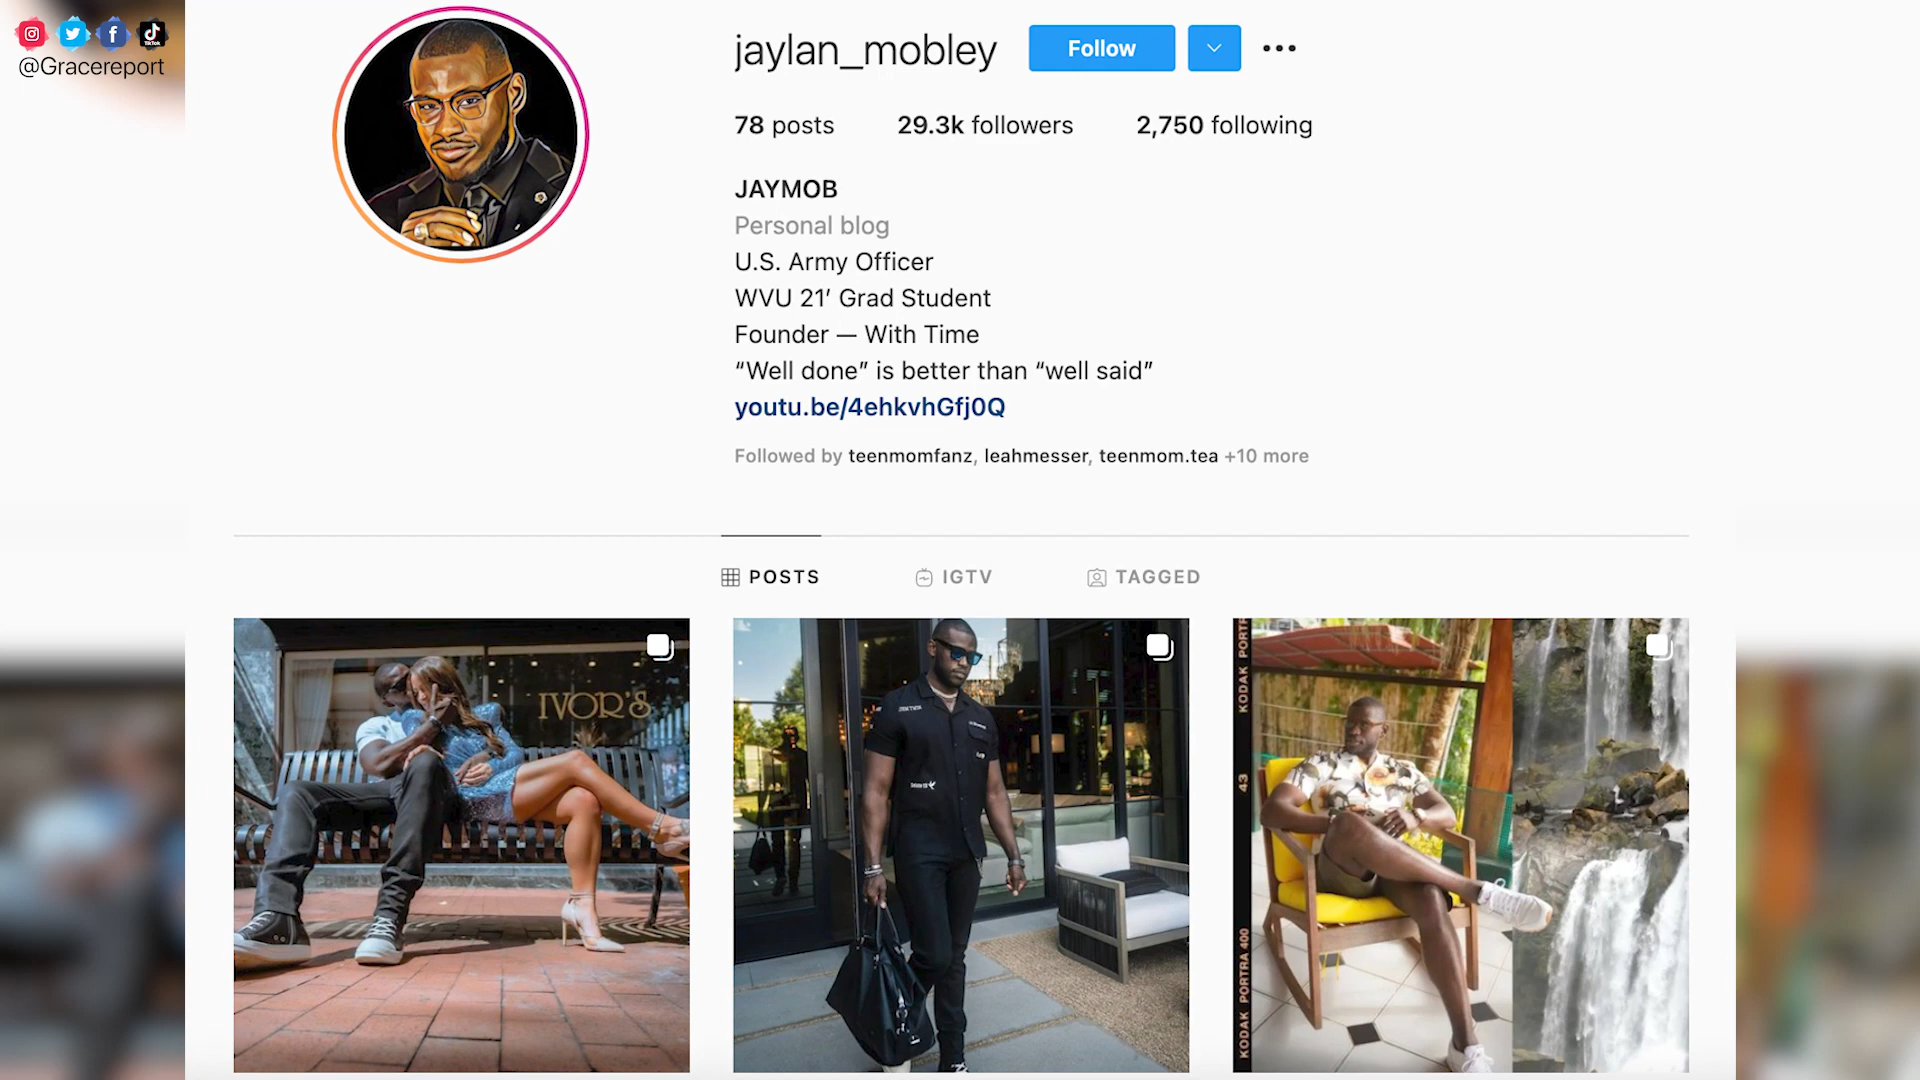 TikTok
@Gracereport
jaylan_mobley
Follow
78 posts
29.3k followers
2,750 following
JAYMOB
Personal blog
U.S. Army Officer
WVU 21' Grad Student
Founder — With Time
“Well done” is better than “well said”
youtu.be/4ehkvhGfj0Q
Followed by teenmomfanz, leahmesser, teenmom.tea +10 more
POSTS
IGTV
TAGGED
IVOR'S
KODAK PORTR
43
KODAK PORTRA 400